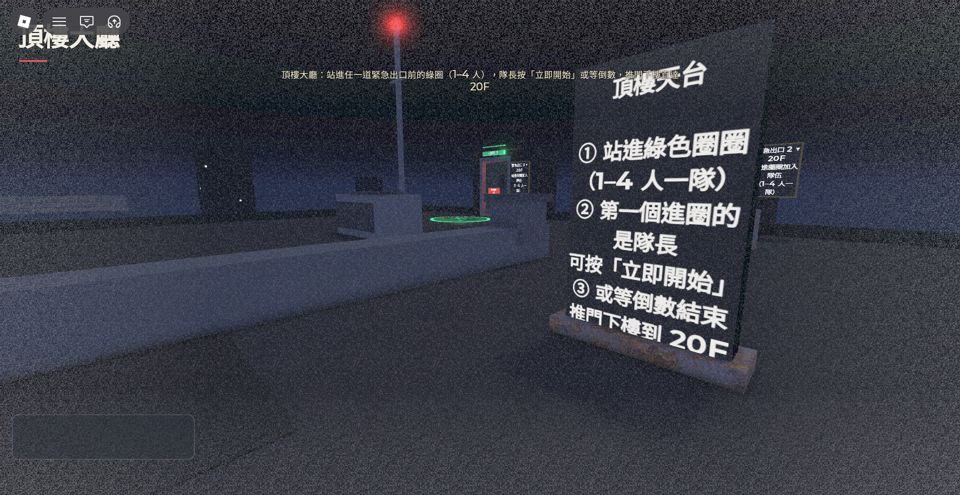 頂樓大廳
頂樓大廳：站進任一道緊急出口前的綠圈（1–4 人），隊長按「立即開始」或等倒數，推門
20F
頂樓天台
① 站進綠色圈圈
（1–4 人一隊）
② 第一個進圈的
是隊長
可按「立即開始」
③ 或等倒數結束
推門下樓到 20F
急出口 2
20F
進圈圈加入
隊伍
（1–4 人一
隊）